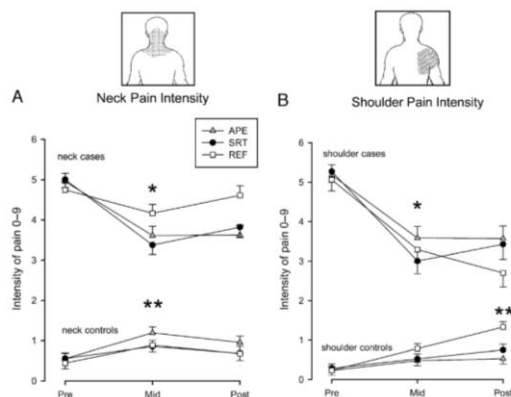 A
Neck Pain Intensity
6
5
4
3
2
1
0
Intensity of pain 0–9
neck cases
APE
SRT
REF
*
**
neck controls
Pre
Mid
Post
B
Shoulder Pain Intensity
6
5
4
3
2
1
0
Intensity of pain 0–9
shoulder cases
*
**
shoulder controls
Pre
Mid
Post